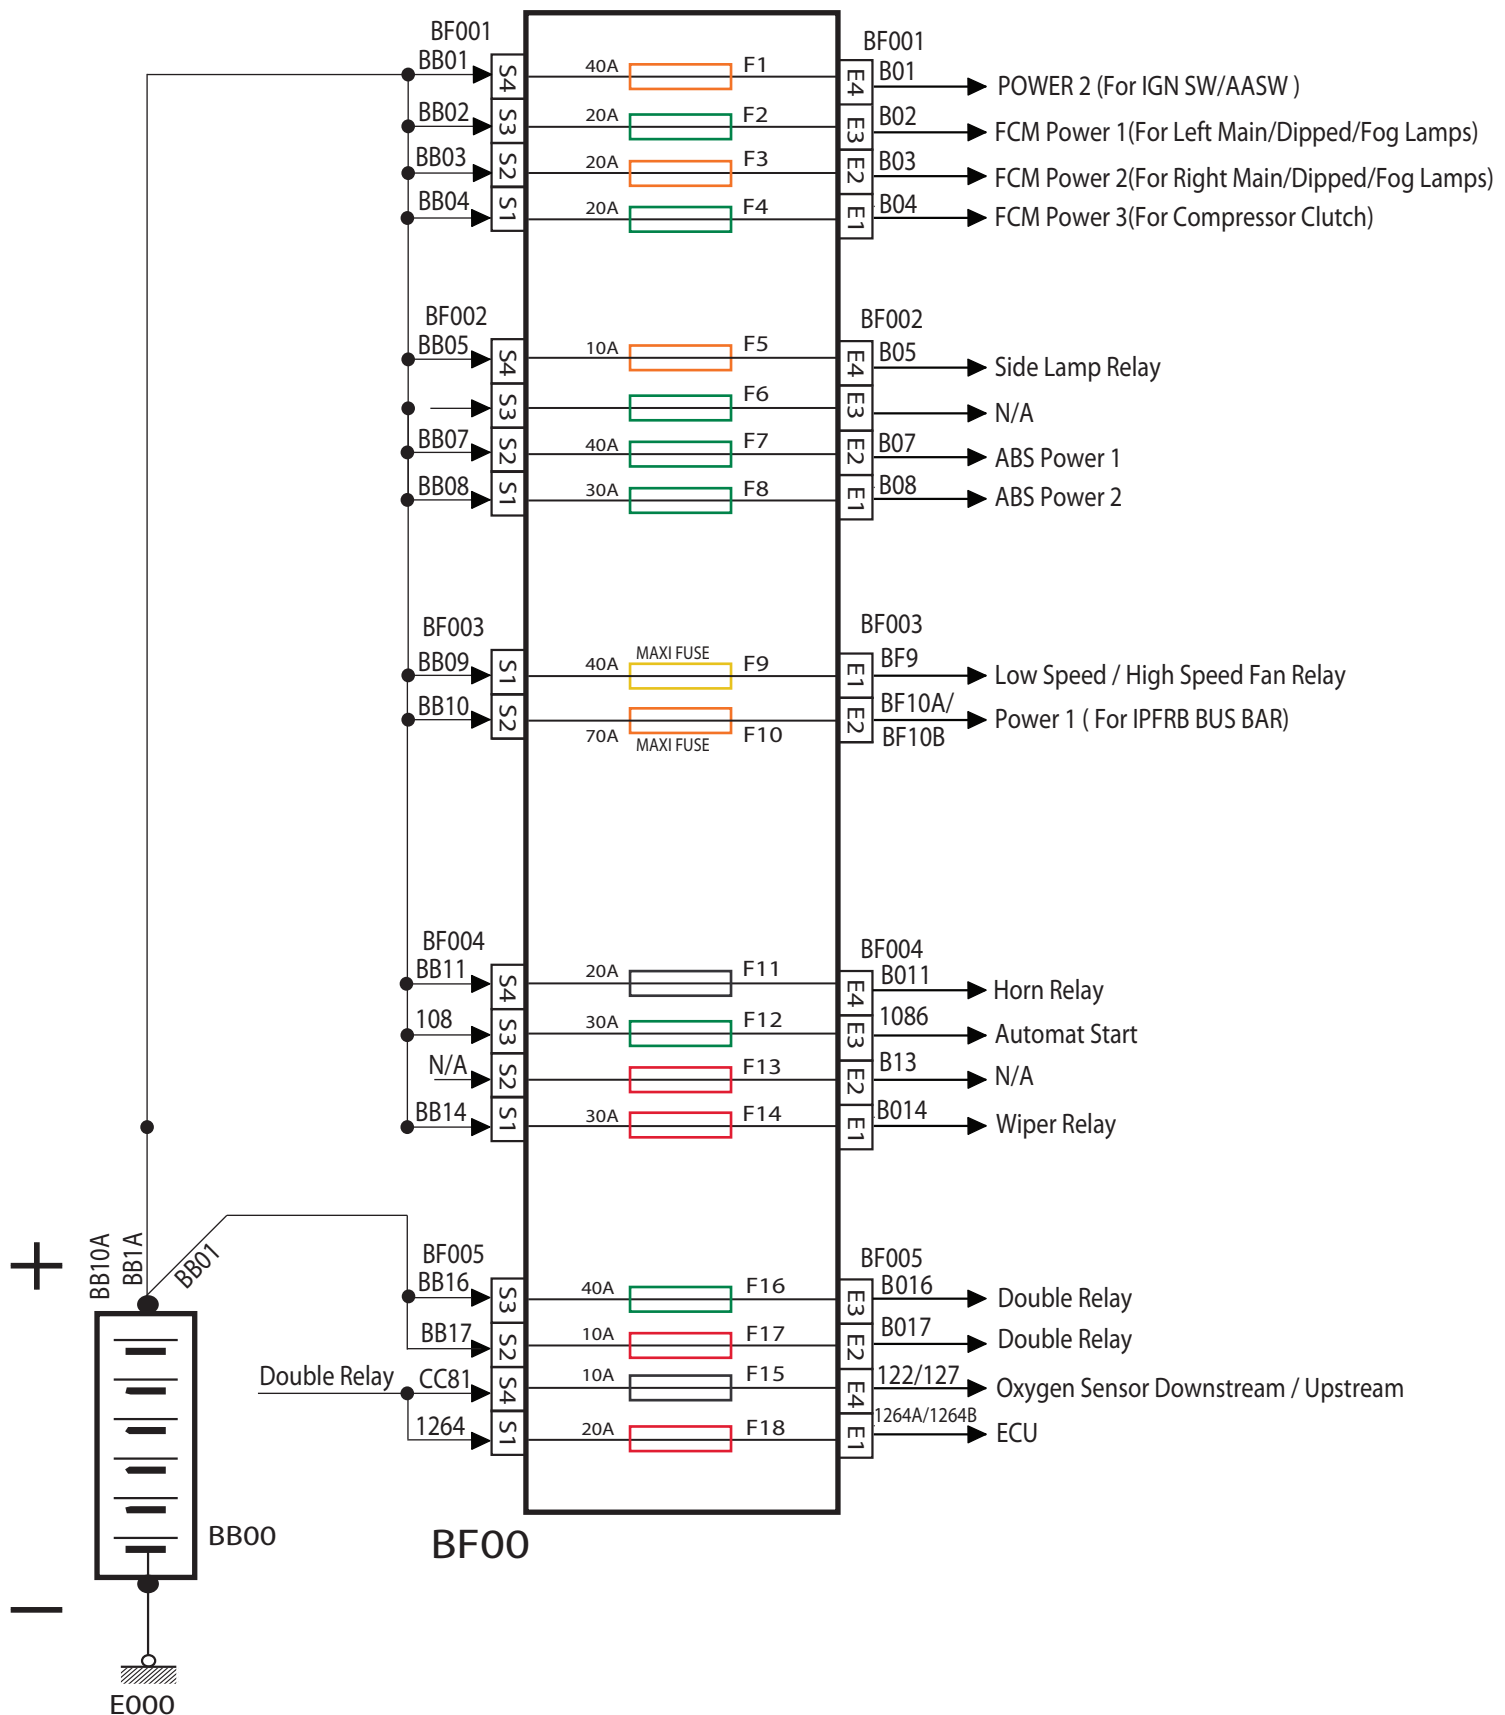 BF001
BF001
BB01 S4 40A F1 E4 B01 POWER 2 (For IGN SW/AASW )
BB02 S3 20A F2 E3 B02 FCM Power 1(For Left Main/Dipped/Fog Lamps)
BB03 S2 20A F3 E2 B03 FCM Power 2(For Right Main/Dipped/Fog Lamps)
BB04 S1 20A F4 E1 B04 FCM Power 3(For Compressor Clutch)
BF002
BF002
BB05 S4 10A F5 E4 B05 Side Lamp Relay
S3 F6 E3 N/A
BB07 S2 40A F7 E2 B07 ABS Power 1
BB08 S1 30A F8 E1 B08 ABS Power 2
BF003
BF003
MAXI FUSE
BB09 S1 40A F9 E1 BF9 Low Speed / High Speed Fan Relay
BB10 S2 70A F10 E2 BF10A/ Power 1 ( For IPFRB BUS BAR)
MAXI FUSE
BF10B
BF004
BF004
BB11 S4 20A F11 E4 B011 Horn Relay
108 S3 30A F12 E3 1086 Automat Start
N/A S2 F13 E2 B13 N/A
BB14 S1 30A F14 E1 B014 Wiper Relay
+
BB10A
BB1A
BB01
BF005
BF005
BB16 S3 40A F16 E3 B016 Double Relay
BB17 S2 10A F17 E2 B017 Double Relay
Double Relay CC81 S4 10A F15 E4 122/127 Oxygen Sensor Downstream / Upstream
1264 S1 20A F18 E1 1264A/1264B ECU
BB00
BF00
—
E000